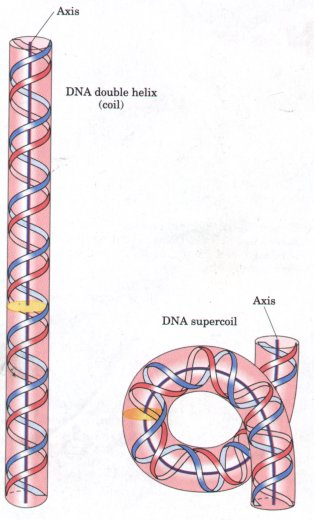 Axis
DNA double helix
(coil)
Axis
DNA supercoil